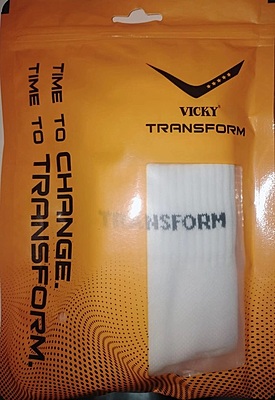 VICKY
TRANSFORM
TIME TO CHANGE.
TIME TO TRANSFORM.
TRANSFORM